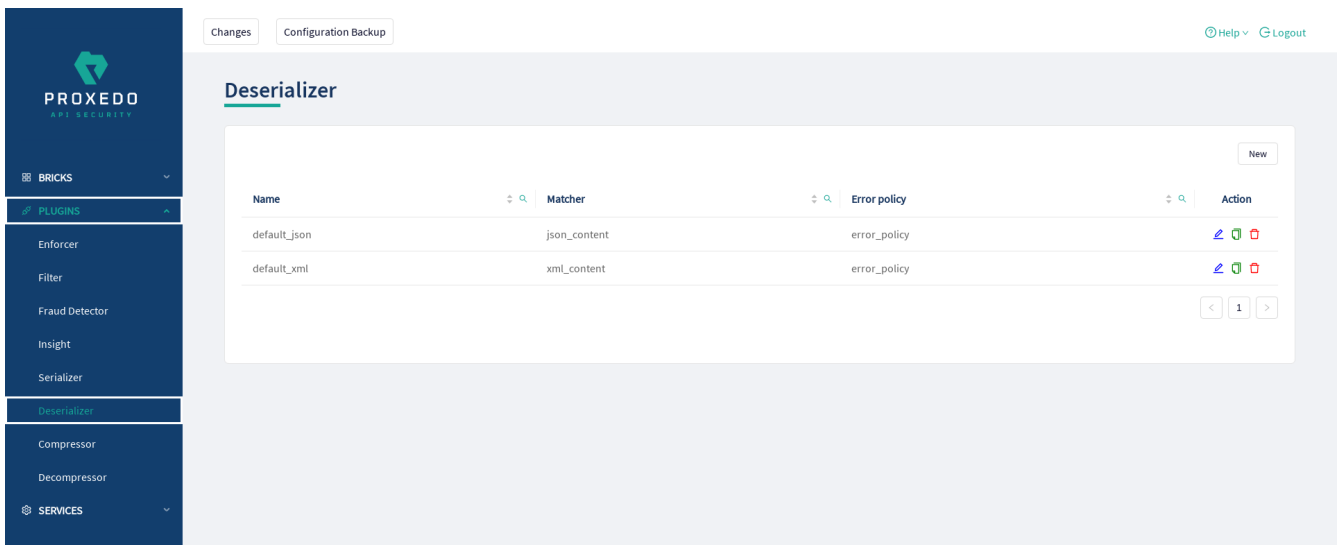 Changes
Configuration Backup
Help
Logout
PROXEDO
API SECURITY
BRICKS
PLUGINS
Enforcer
Filter
Fraud Detector
Insight
Serializer
Deserializer
Compressor
Decompressor
SERVICES
Deserializer
New
Name Matcher Error policy Action
default_json json_content error_policy
default_xml xml_content error_policy
< 1 >